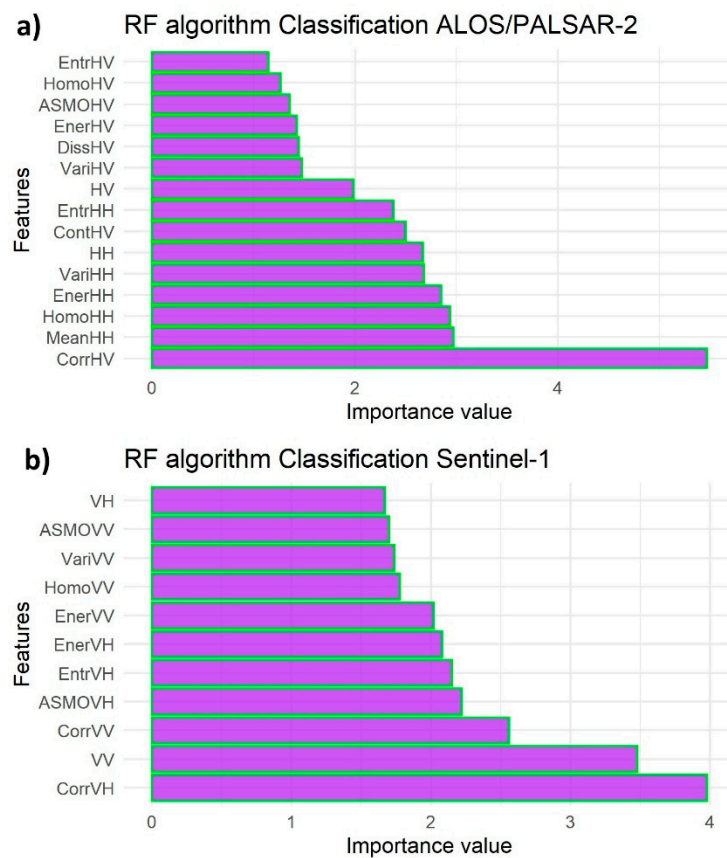 a)
RF algorithm Classification ALOS/PALSAR-2
Features
EntrHV
HomoHV
ASMOHV
EnerHV
DissHV
VariHV
HV
EntrHH
ContHV
HH
VariHH
EnerHH
HomoHH
MeanHH
CorrHV
0 2 4
Importance value
b)
RF algorithm Classification Sentinel-1
Features
VH
ASMOVV
VariVV
HomoVV
EnerVV
EnerVH
EntrVH
ASMOVH
CorrVV
VV
CorrVH
0 1 2 3 4
Importance value